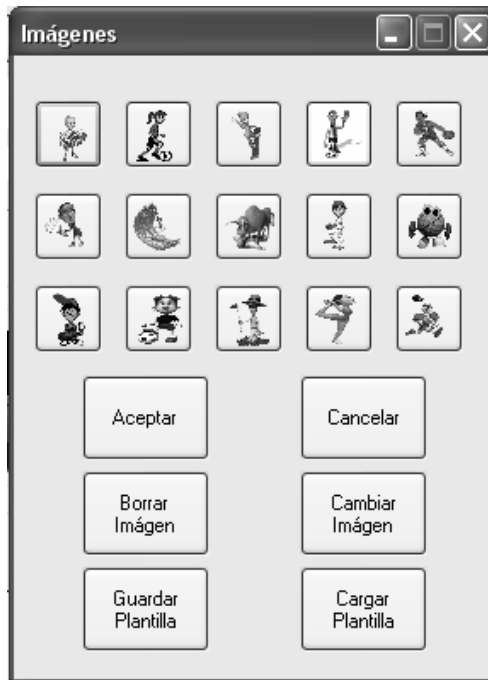 Imágenes
Aceptar
Cancelar
Borrar
Imágen
Cambiar
Imágen
Guardar
Plantilla
Cargar
Plantilla